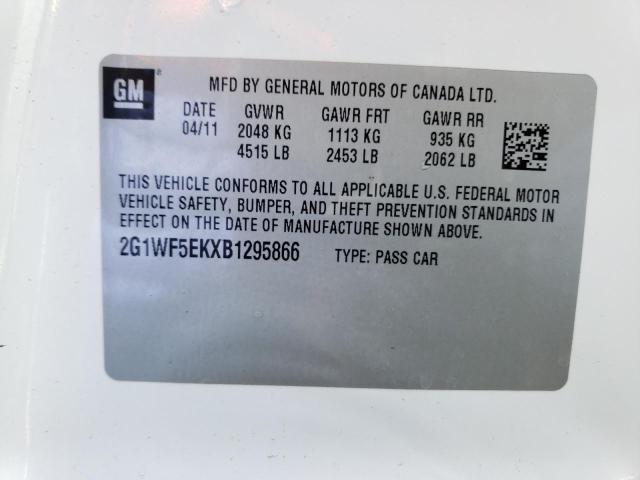 GM ®
MFD BY GENERAL MOTORS OF CANADA LTD.
DATE GVWR GAWR FRT GAWR RR
04/11 2048 KG 1113 KG 935 KG
4515 LB 2453 LB 2062 LB
THIS VEHICLE CONFORMS TO ALL APPLICABLE U.S. FEDERAL MOTOR
VEHICLE SAFETY, BUMPER, AND THEFT PREVENTION STANDARDS IN
EFFECT ON THE DATE OF MANUFACTURE SHOWN ABOVE.
2G1WF5EKXB1295866 TYPE: PASS CAR